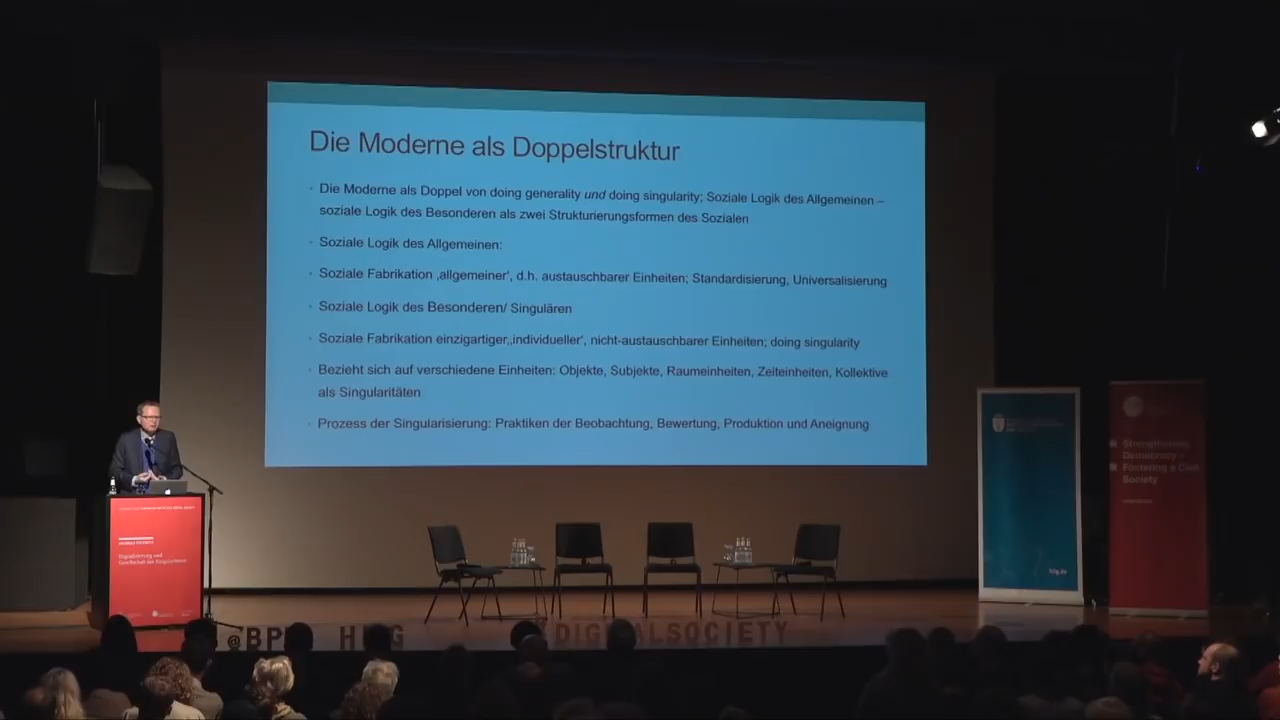 Die Moderne als Doppelstruktur
Die Moderne als Doppel von doing generality und doing singularity; Soziale Logik des Allgemeinen –
soziale Logik des Besonderen als zwei Strukturierungsformen des Sozialen
Soziale Logik des Allgemeinen:
Soziale Fabrikation ‚allgemeiner‘, d.h. austauschbarer Einheiten; Standardisierung, Universalisierung
Soziale Logik des Besonderen/ Singulären
Soziale Fabrikation einzigartiger,‚individueller‘, nicht-austauschbarer Einheiten; doing singularity
Bezieht sich auf verschiedene Einheiten: Objekte, Subjekte, Raumeinheiten, Zeiteinheiten, Kollektive
als Singularitäten
Prozess der Singularisierung: Praktiken der Beobachtung, Bewertung, Produktion und Aneignung
Digitalisierung und
Gesellschaft der Singularitäten
hiig.de
Strengthening
Democracy –
Fostering a Civil
Society